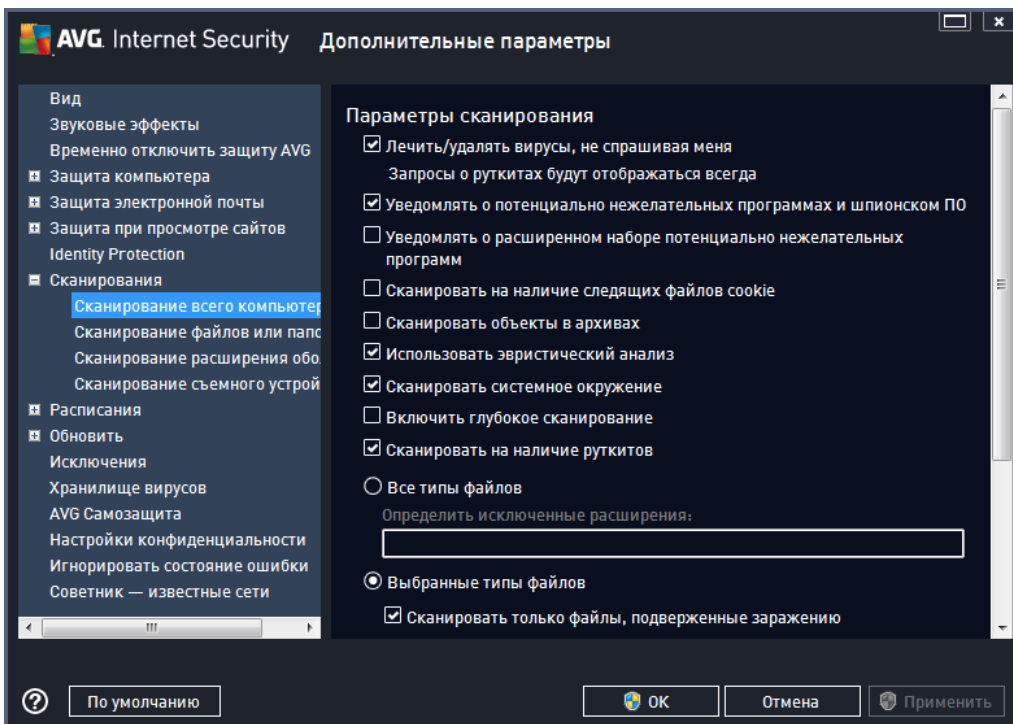 AVG. Internet Security
Дополнительные параметры
Вид
Звуковые эффекты
Временно отключить защиту AVG
Защита компьютера
Защита электронной почты
Защита при просмотре сайтов
Identity Protection
Сканирования
Сканирование всего компьютер
Сканирование файлов или папо
Сканирование расширения обо
Сканирование съемного устрой
Расписания
Обновить
Исключения
Хранилище вирусов
AVG Самозащита
Настройки конфиденциальности
Игнорировать состояние ошибки
Советник — известные сети
Параметры сканирования
Лечить/удалять вирусы, не спрашивая меня
Запросы о руткитах будут отображаться всегда
Уведомлять о потенциально нежелательных программах и шпионском ПО
Уведомлять о расширенном наборе потенциально нежелательных
программ
Сканировать на наличие следящих файлов cookie
Сканировать объекты в архивах
Использовать эвристический анализ
Сканировать системное окружение
Включить глубокое сканирование
Сканировать на наличие руткитов
Все типы файлов
Определить исключенные расширения:
Выбранные типы файлов
Сканировать только файлы, подверженные заражению
По умолчанию
ОК
Отмена
Применить